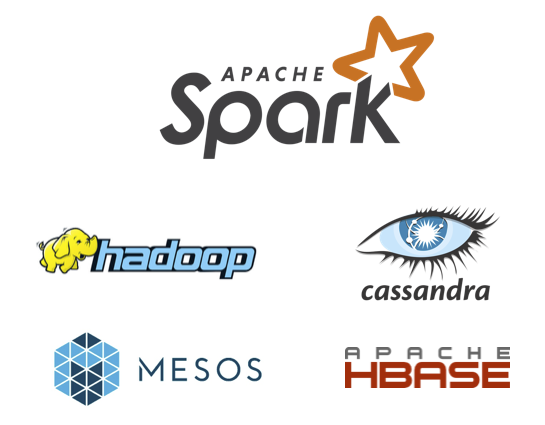 APACHE
Spark
hadoop
cassandra
MESOS
APACHE
HBASE